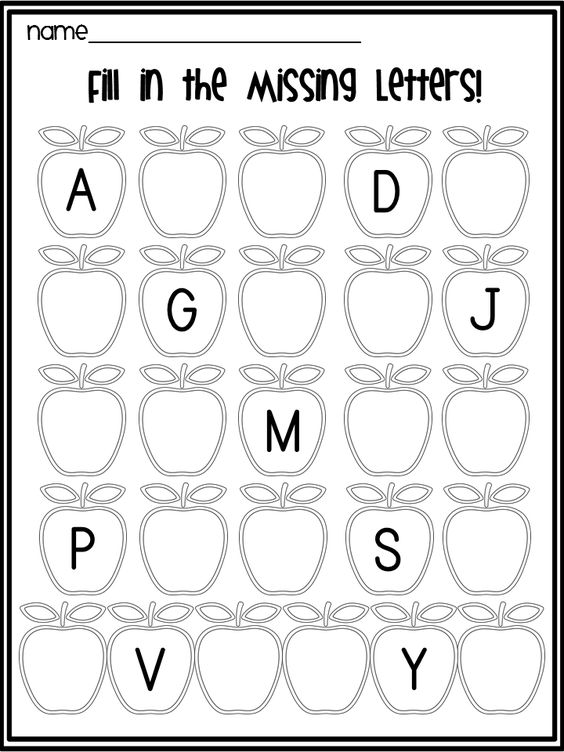 name
Fill in the Missing Letters!
A D
G J
M
P S
V Y